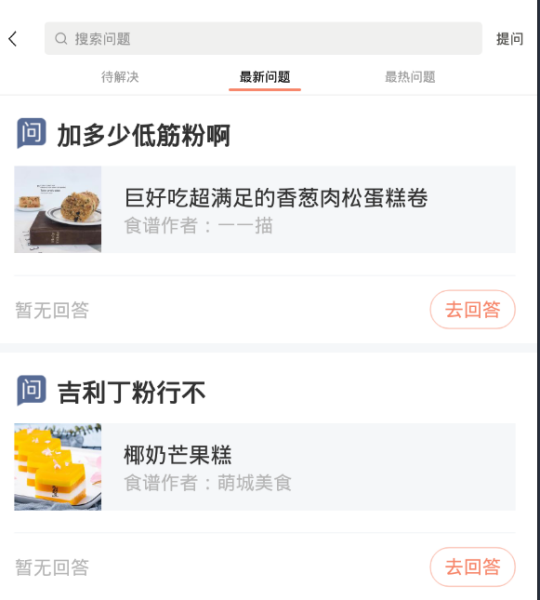 搜索问题
提问
待解决
最新问题
最热问题
问 加多少低筋粉啊
巨好吃超满足的香葱肉松蛋糕卷
食谱作者：一一描
暂无回答
去回答
问 吉利丁粉行不
椰奶芒果糕
食谱作者：萌城美食
暂无回答
去回答